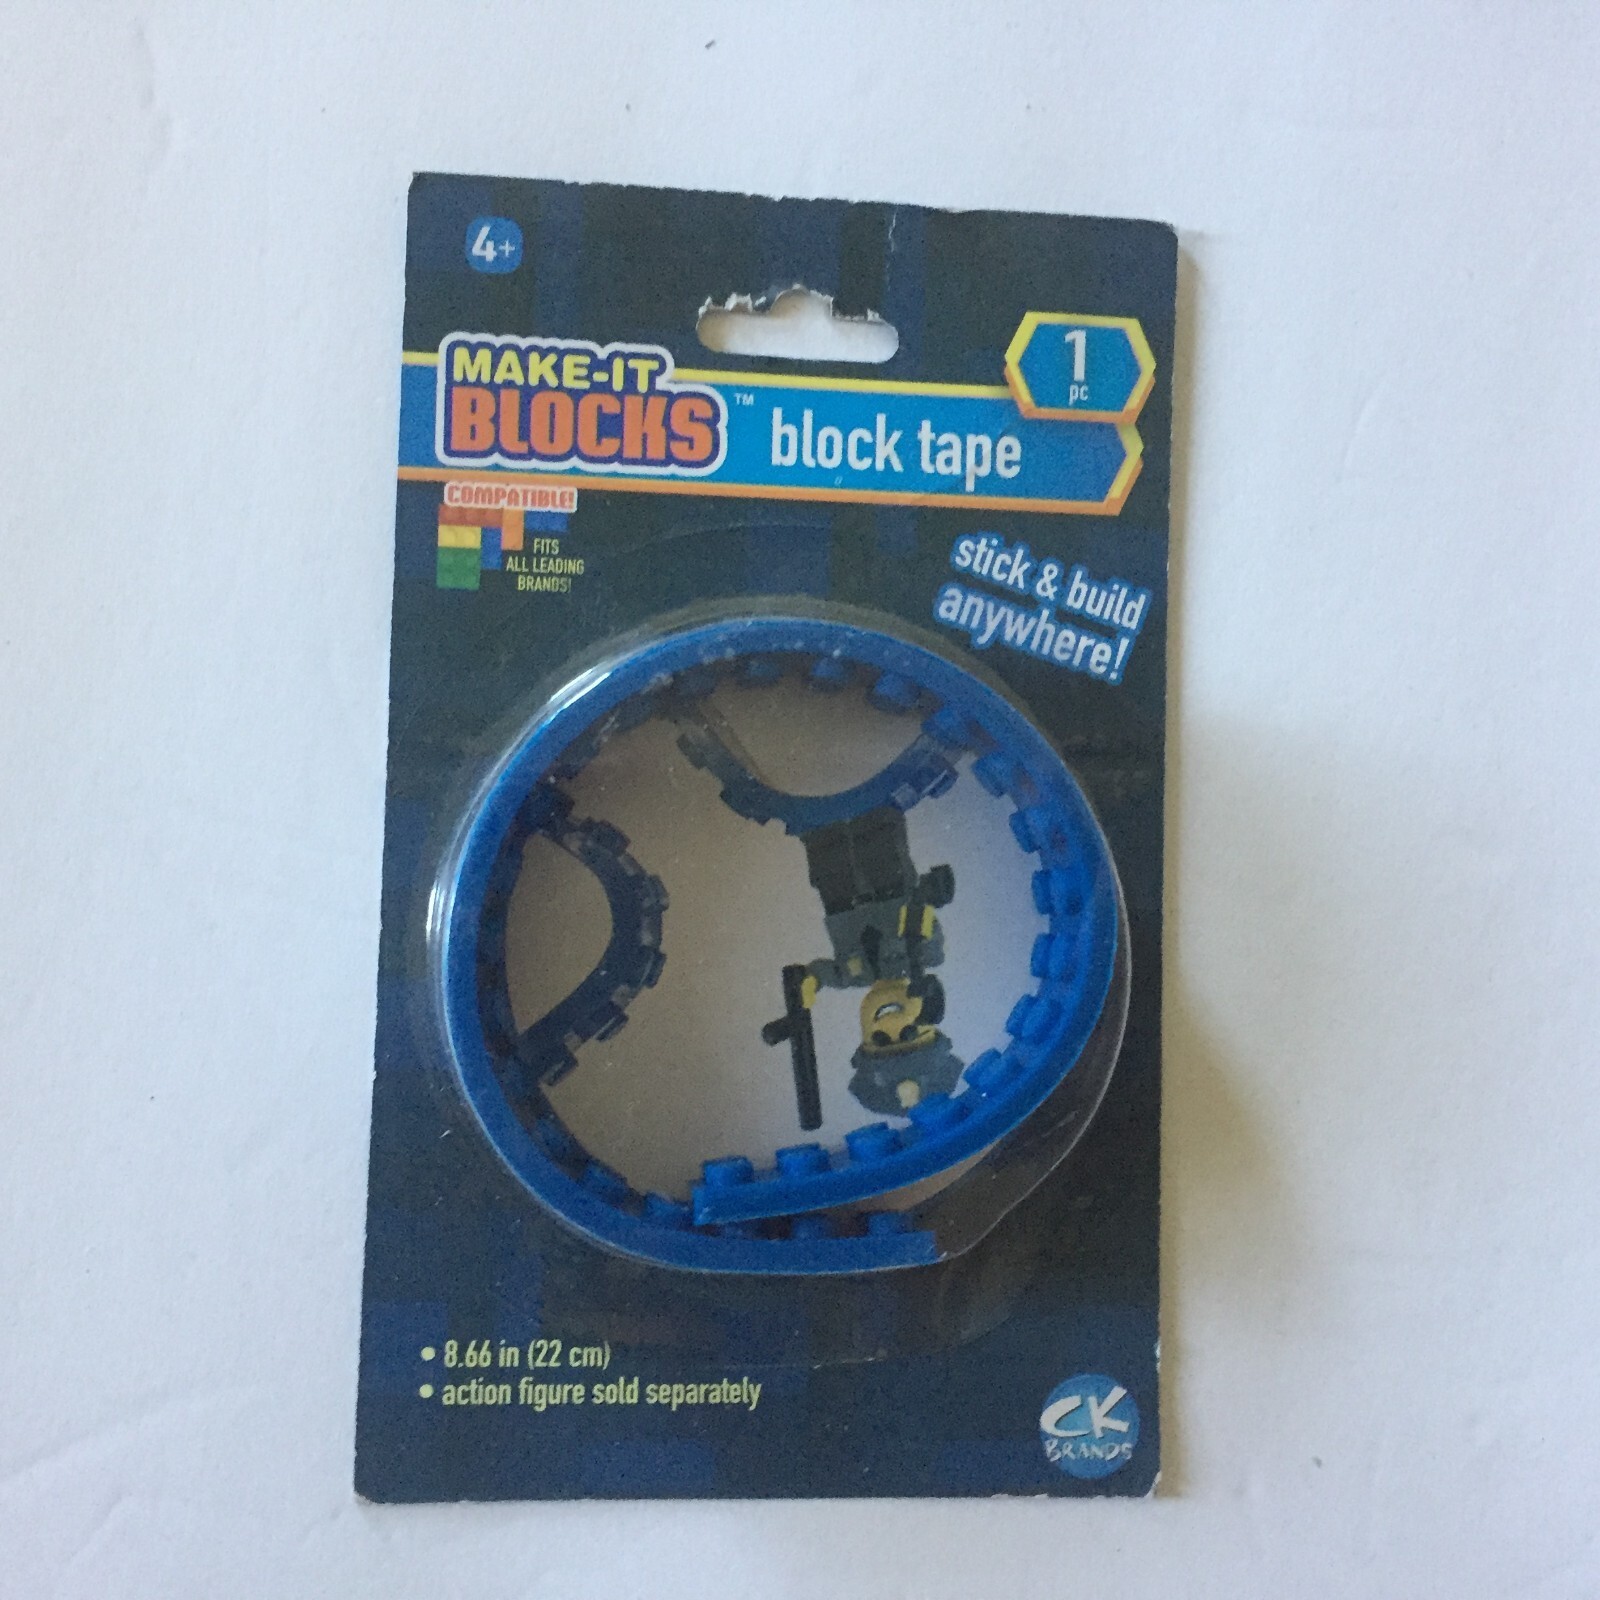 4+
MAKE-IT
BLOCKS™
block tape
1
pc
COMPATIBLE!
FITS
ALL LEADING
BRANDS!
stick & build
anywhere!
• 8.66 in (22 cm)
• action figure sold separately
CK
BRANDS